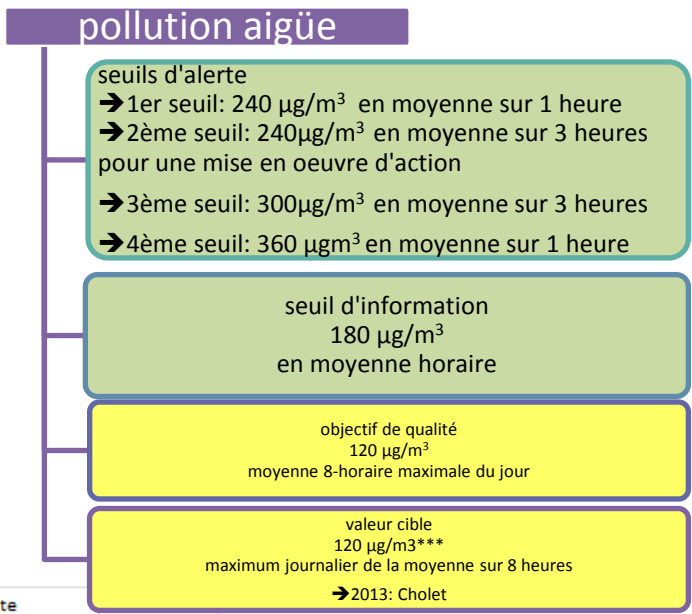 pollution aigüe
seuils d'alerte
➔1er seuil: 240 µg/m³ en moyenne sur 1 heure
➔2ème seuil: 240µg/m³ en moyenne sur 3 heures
pour une mise en oeuvre d'action
➔3ème seuil: 300µg/m³ en moyenne sur 3 heures
➔4ème seuil: 360 µgm³ en moyenne sur 1 heure
seuil d'information
180 µg/m³
en moyenne horaire
objectif de qualité
120 µg/m³
moyenne 8-horaire maximale du jour
valeur cible
120 µg/m3***
maximum journalier de la moyenne sur 8 heures
➔2013: Cholet
te